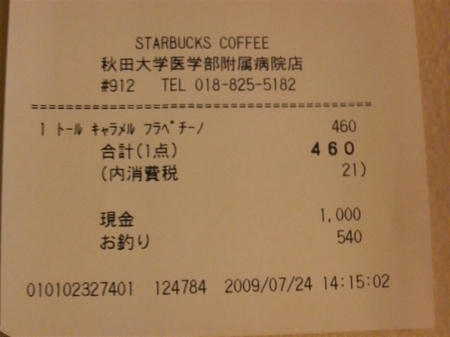 STARBUCKS COFFEE
秋田大学医学部附属病院店
#912 TEL 018-825-5182
========================================
1 ﾄｰﾙ ｷｬﾗﾒﾙ ﾌﾗﾍﾟﾁｰﾉ 460
合計(1点) 460
(内消費税 21)
現金 1,000
お釣り 540
010102327401 124784 2009/07/24 14:15:02